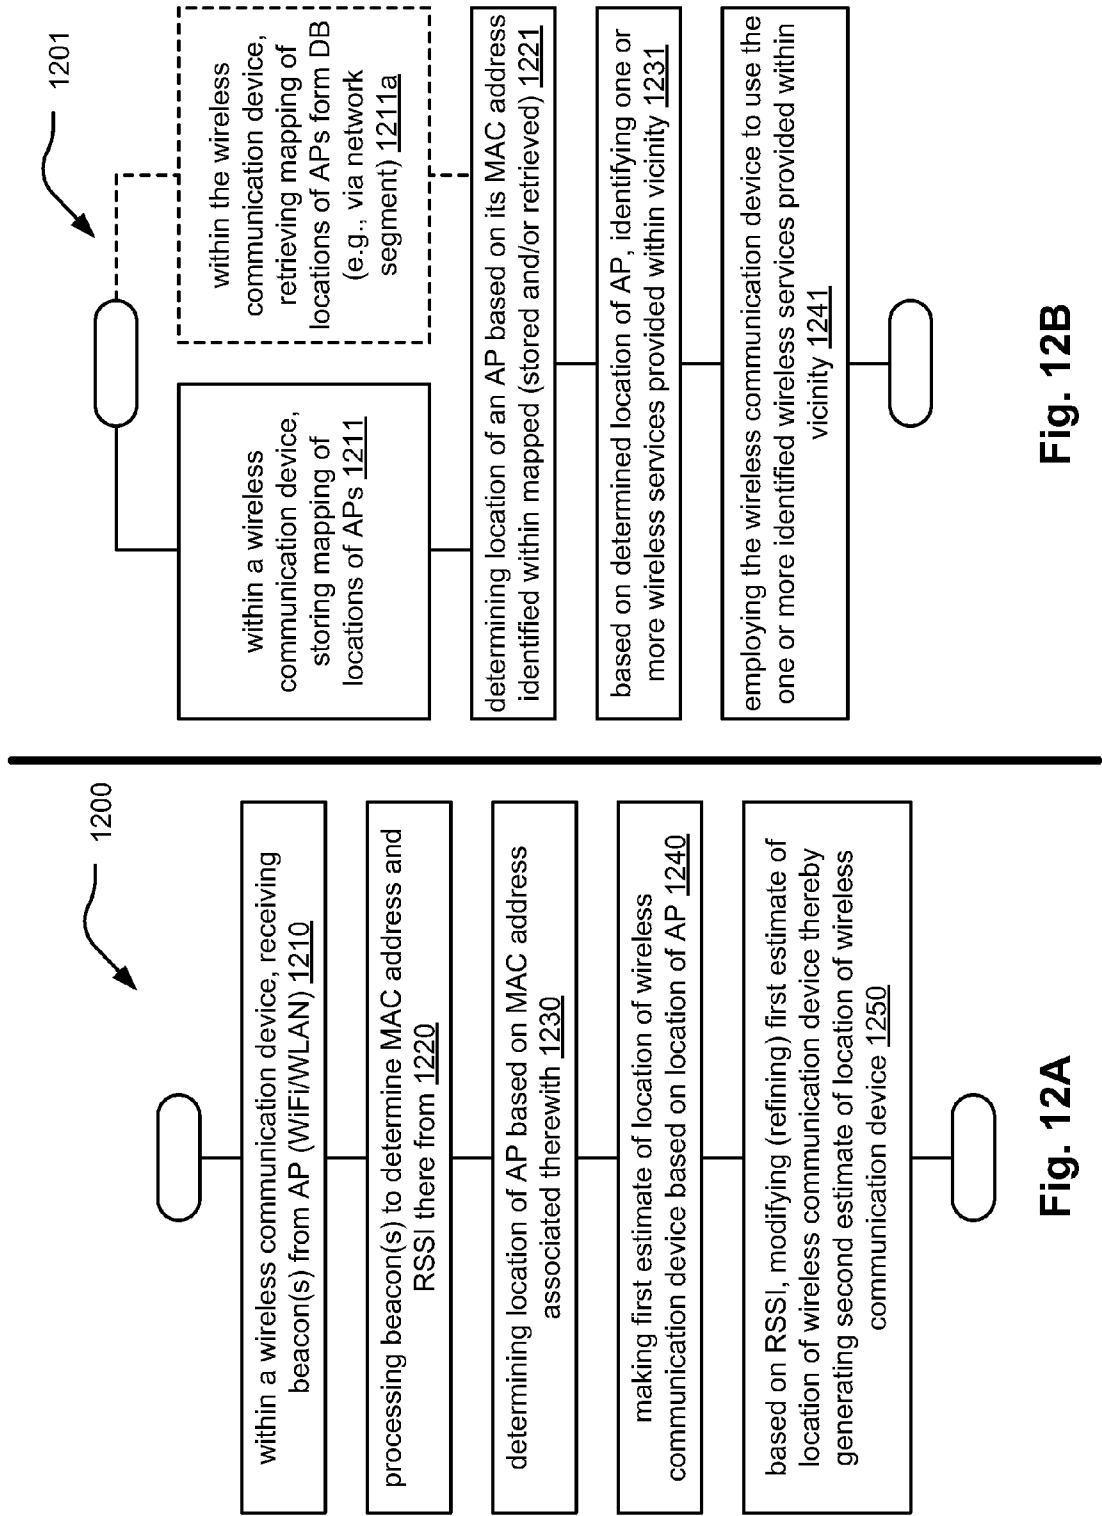 1200
within a wireless communication device, receiving
beacon(s) from AP (WiFi/WLAN) 1210
processing beacon(s) to determine MAC address and
RSSI there from 1220
determining location of AP based on MAC address
associated therewith 1230
making first estimate of location of wireless
communication device based on location of AP 1240
based on RSSI, modifying (refining) first estimate of
location of wireless communication device thereby
generating second estimate of location of wireless
communication device 1250
Fig. 12A
1201
within a wireless
communication device,
storing mapping of
locations of APs 1211
within the wireless
communication device,
retrieving mapping of
locations of APs form DB
(e.g., via network
segment) 1211a
determining location of an AP based on its MAC address
identified within mapped (stored and/or retrieved) 1221
based on determined location of AP, identifying one or
more wireless services provided within vicinity 1231
employing the wireless communication device to use the
one or more identified wireless services provided within
vicinity 1241
Fig. 12B